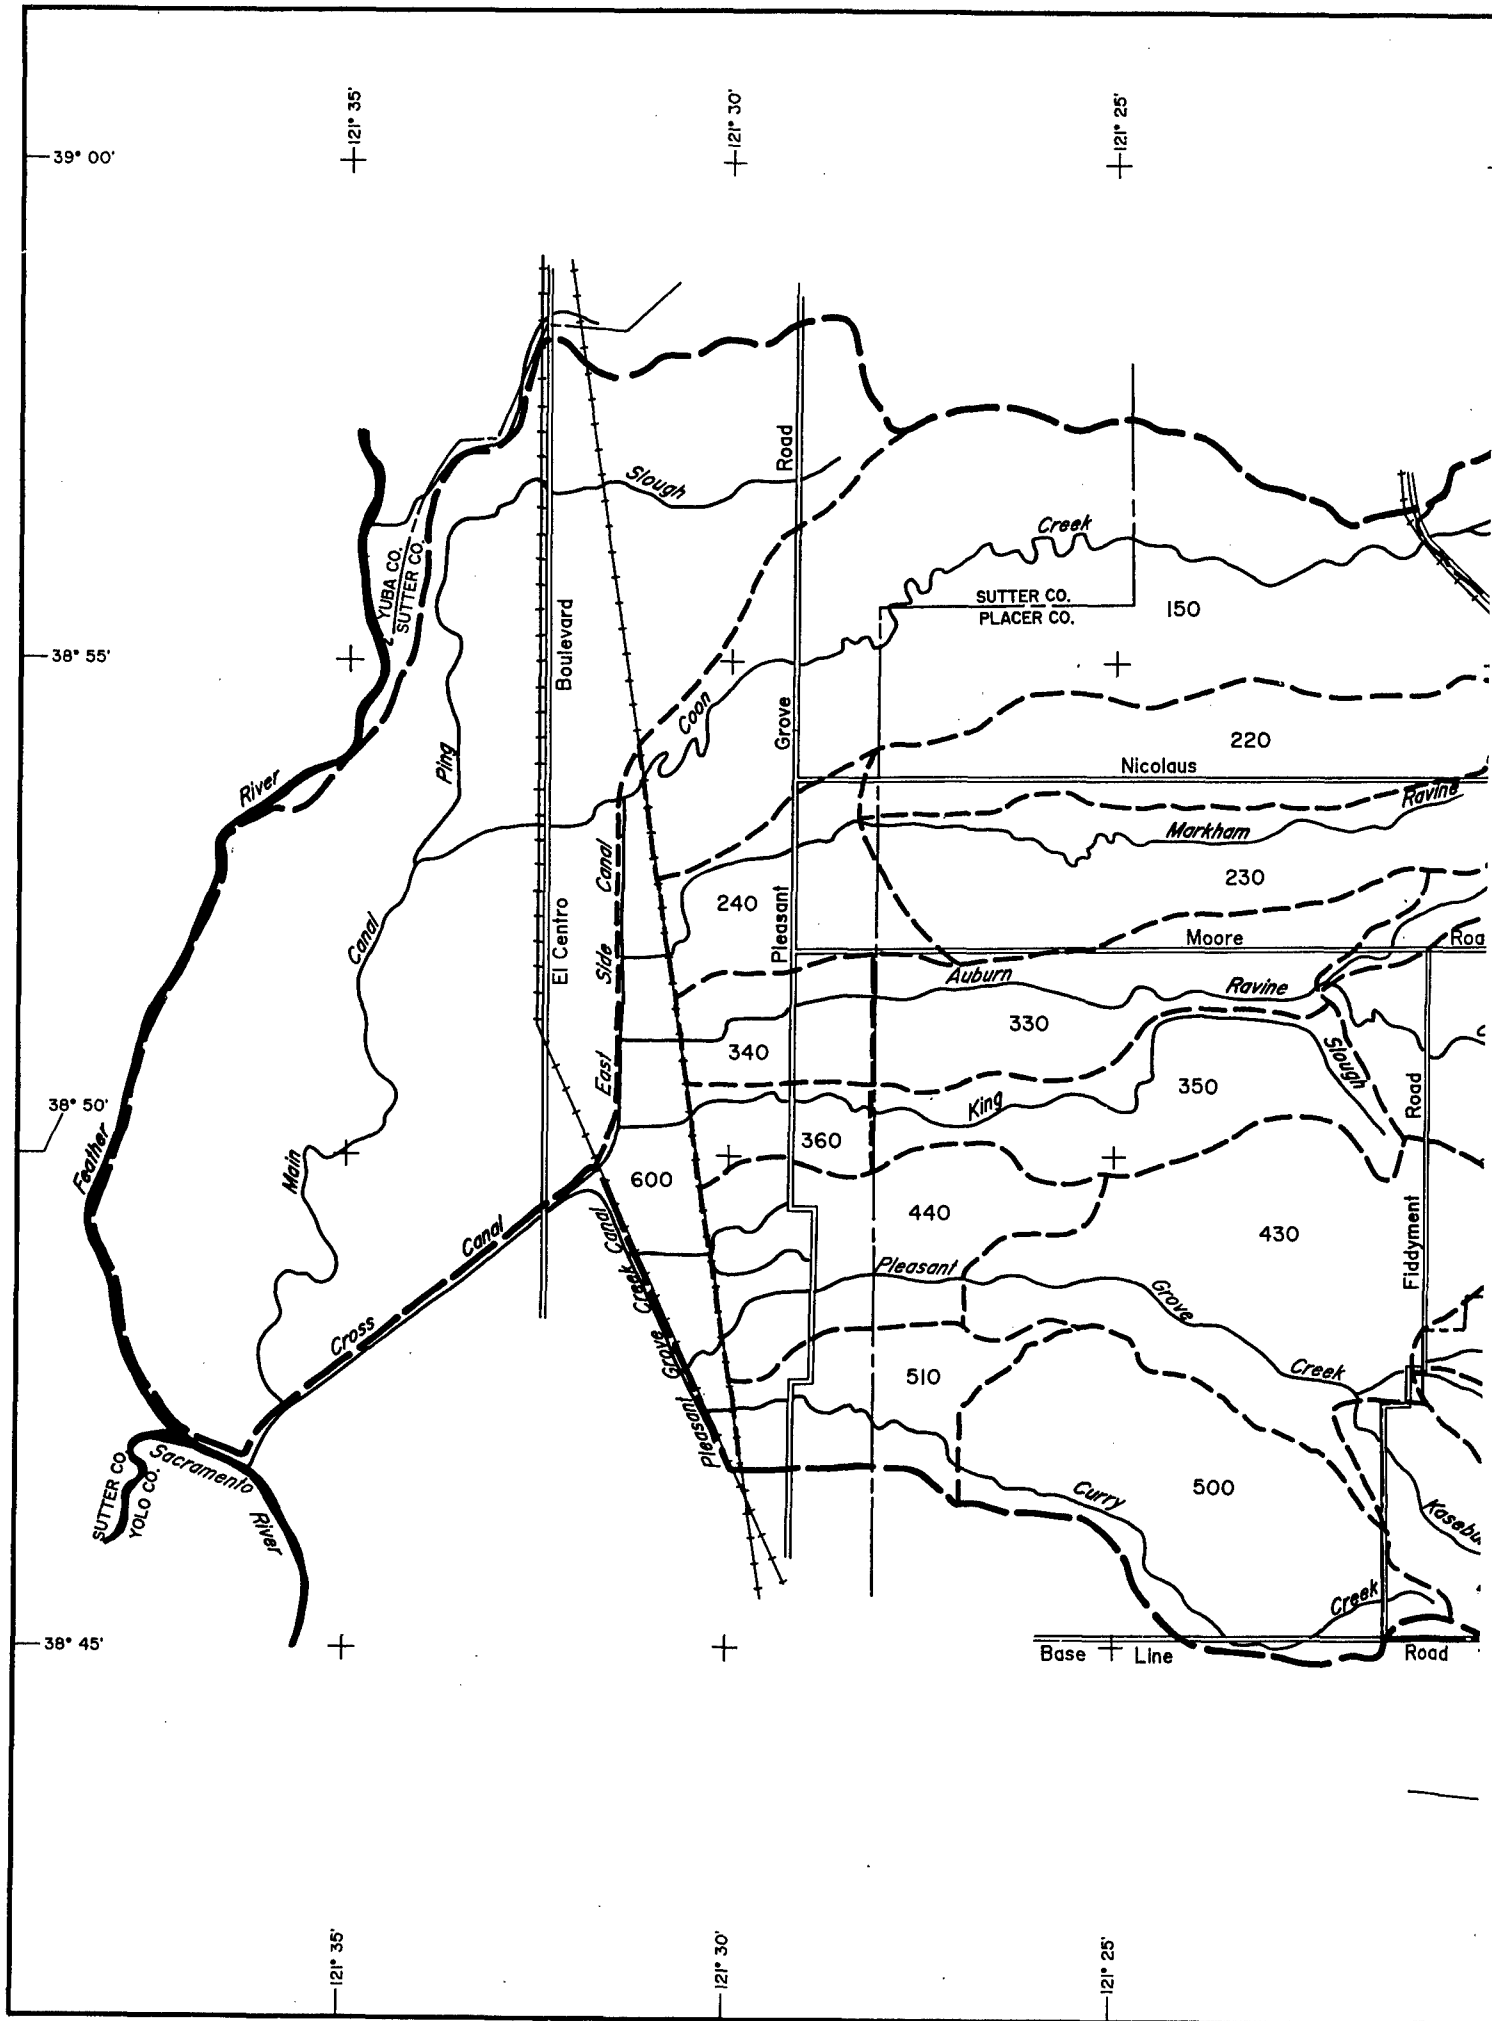 121° 35'
121° 30'
121° 25'
39° 00'
Road
Slough
Creek
YUBA CO.
SUTTER CO.
SUTTER CO.
PLACER CO.
150
38° 55'
Boulevard
Coon
Grove
220
Nicolaus
Ping
River
Ravine
Markham
Canal
230
240
Pleasant
El Centro
Side
Canal
Moore
Roa
Auburn
Ravine
330
340
Slough
East
350
Road
King
38° 50'
360
Feather
Main
600
440
430
Canal
Canal
Pleasant
Grove
Fiddyment
Creek
Cross
Grove
Creek
510
Pleasant
SUTTER CO.
YOLO CO.
Sacramento
River
Curry
500
Kasebu
Creek
38° 45'
Base Line Road
121° 35'
121° 30'
121° 25'